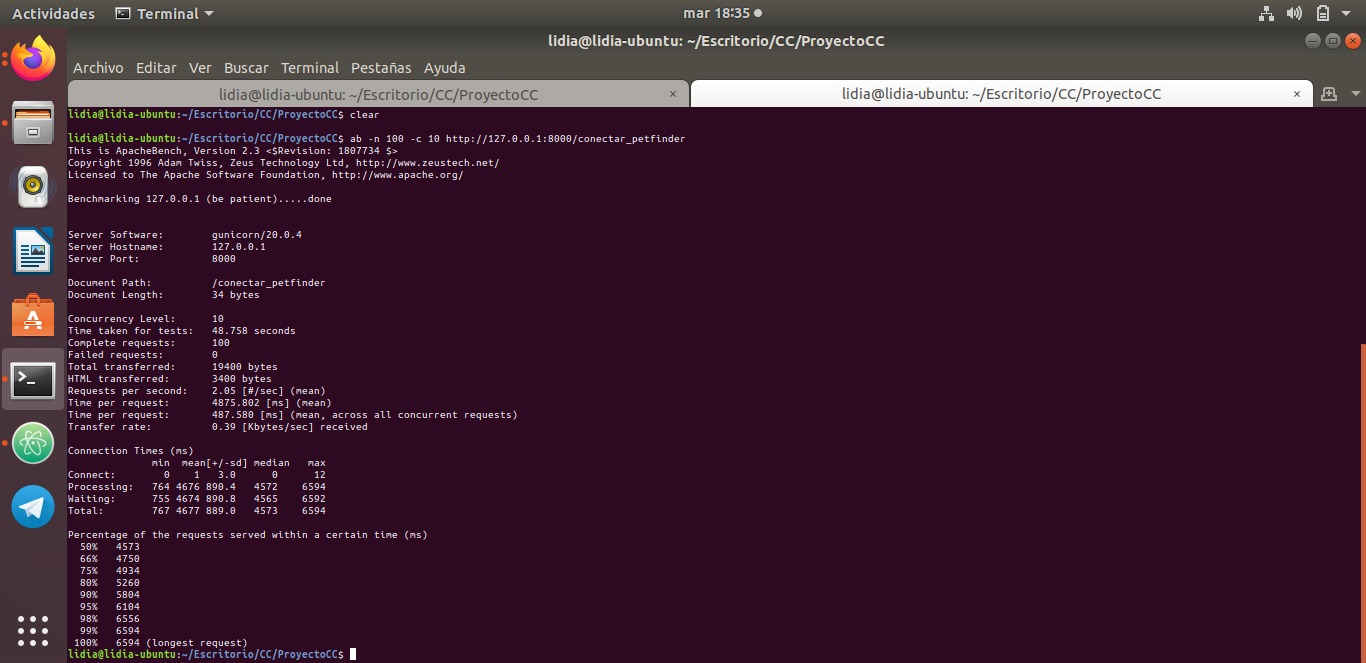 Actividades Terminal mar 18:35
lidia@lidia-ubuntu: ~/Escritorio/CC/ProyectoCC
Archivo Editar Ver Buscar Terminal Pestañas Ayuda
lidia@lidia-ubuntu: ~/Escritorio/CC/ProyectoCC × lidia@lidia-ubuntu: ~/Escritorio/CC/ProyectoCC ×
lidia@lidia-ubuntu:~/Escritorio/CC/ProyectoCC$ clear
lidia@lidia-ubuntu:~/Escritorio/CC/ProyectoCC$ ab -n 100 -c 10 http://127.0.0.1:8000/conectar_petfinder
This is ApacheBench, Version 2.3 <$Revision: 1807734 $>
Copyright 1996 Adam Twiss, Zeus Technology Ltd, http://www.zeustech.net/
Licensed to The Apache Software Foundation, http://www.apache.org/
Benchmarking 127.0.0.1 (be patient).....done
Server Software:        gunicorn/20.0.4
Server Hostname:        127.0.0.1
Server Port:            8000
Document Path:          /conectar_petfinder
Document Length:        34 bytes
Concurrency Level:      10
Time taken for tests:   48.758 seconds
Complete requests:      100
Failed requests:        0
Total transferred:      19400 bytes
HTML transferred:       3400 bytes
Requests per second:    2.05 [#/sec] (mean)
Time per request:       4875.802 [ms] (mean)
Time per request:       487.580 [ms] (mean, across all concurrent requests)
Transfer rate:          0.39 [Kbytes/sec] received
Connection Times (ms)
              min  mean[+/-sd] median   max
Connect:        0    1   3.0      0      12
Processing:   764 4676 890.4   4572    6594
Waiting:      755 4674 890.8   4565    6592
Total:        767 4677 889.0   4573    6594
Percentage of the requests served within a certain time (ms)
  50%   4573
  66%   4750
  75%   4934
  80%   5260
  90%   5804
  95%   6104
  98%   6556
  99%   6594
 100%   6594 (longest request)
lidia@lidia-ubuntu:~/Escritorio/CC/ProyectoCC$